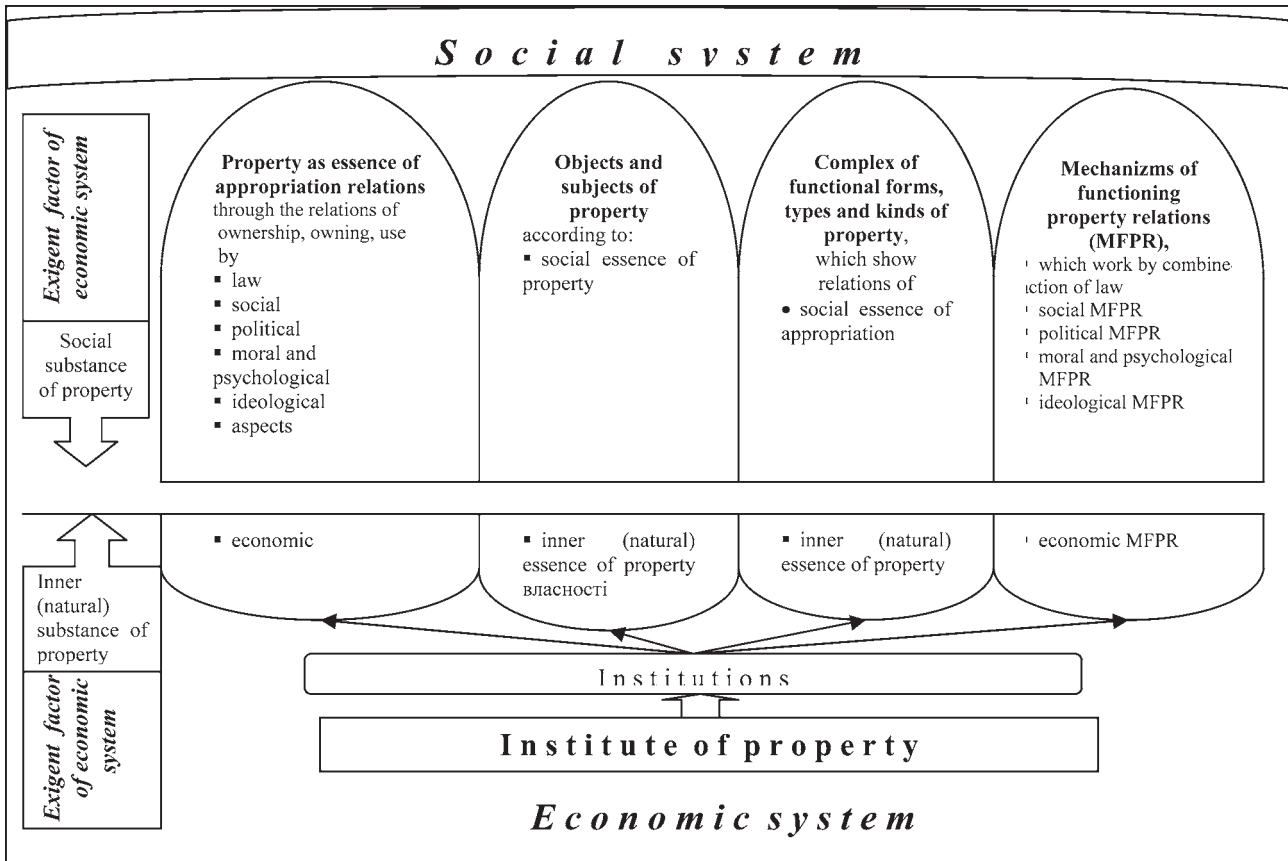 Social system
Exigent factor of
economic system
Social
substance
of property
Property as essence of
appropriation relations
through the relations of
ownership, owning, use
by
▪ law
▪ social
▪ political
▪ moral and
psychological
▪ ideological
▪ aspects
Objects and
subjects of
property
according to:
▪ social essence of
property
Complex of
functional forms,
types and kinds of
property,
which show
relations of
● social essence of
appropriation
Mechanizms of
functioning
property relations
(MFPR),
which work by combine
ction of law
social MFPR
political MFPR
moral and psychological
MFPR
ideological MFPR
Inner
(natural)
substance of
property
Exigent factor
of economic
system
▪ economic
▪ inner (natural)
essence of property
власності
▪ inner (natural)
essence of property
economic MFPR
Institutions
Institute of property
Economic system